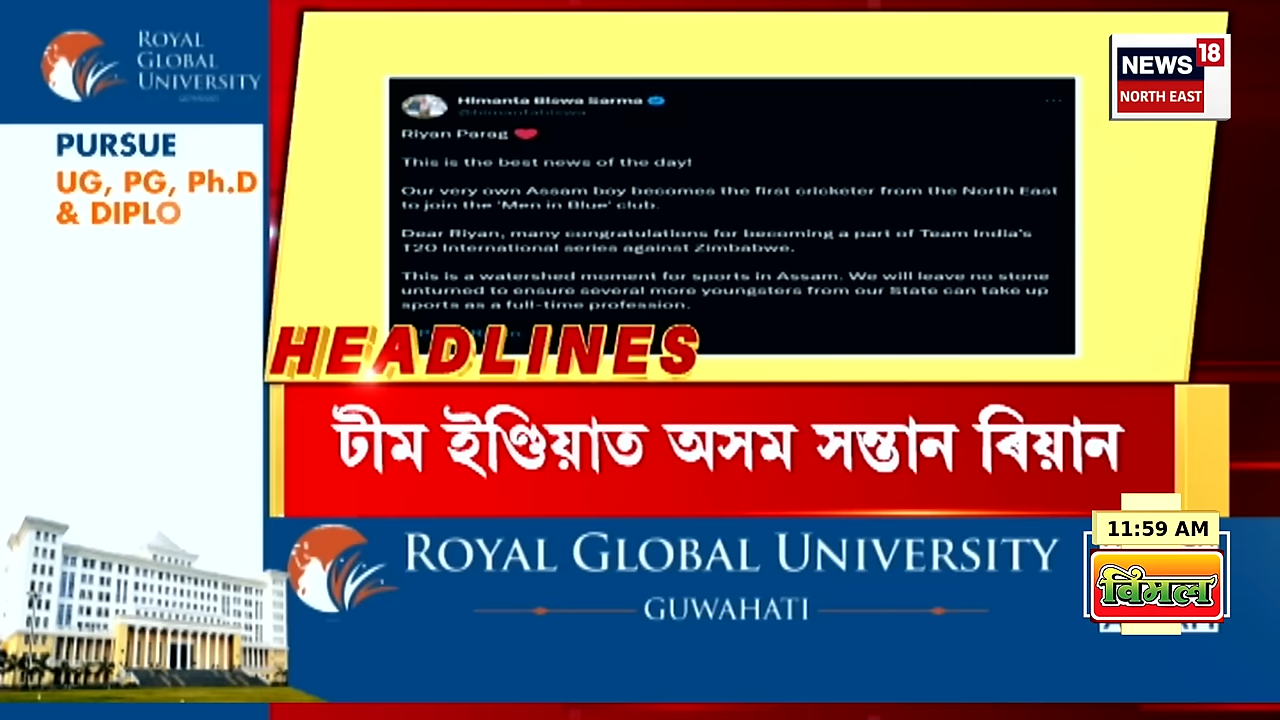 ROYAL
GLOBAL
UNIVERSITY
PURSUE
UG, PG, Ph.D
& DIPLO
NEWS 18
NORTH EAST
Himanta Biswa Sarma
@himantabiswa
Riyan Parag ❤️
This is the best news of the day!
Our very own Assam boy becomes the first cricketer from the North East
to join the 'Men in Blue' club.
Dear Riyan, many congratulations for becoming a part of Team India's
T20 International series against Zimbabwe.
This is a watershed moment for sports in Assam. We will leave no stone
unturned to ensure several more youngsters from our State can take up
sports as a full-time profession.
HEADLINES
টীম ইণ্ডিয়াত অসম সন্তান ৰিয়ান
ROYAL GLOBAL UNIVERSITY
GUWAHATI
11:59 AM
विमल